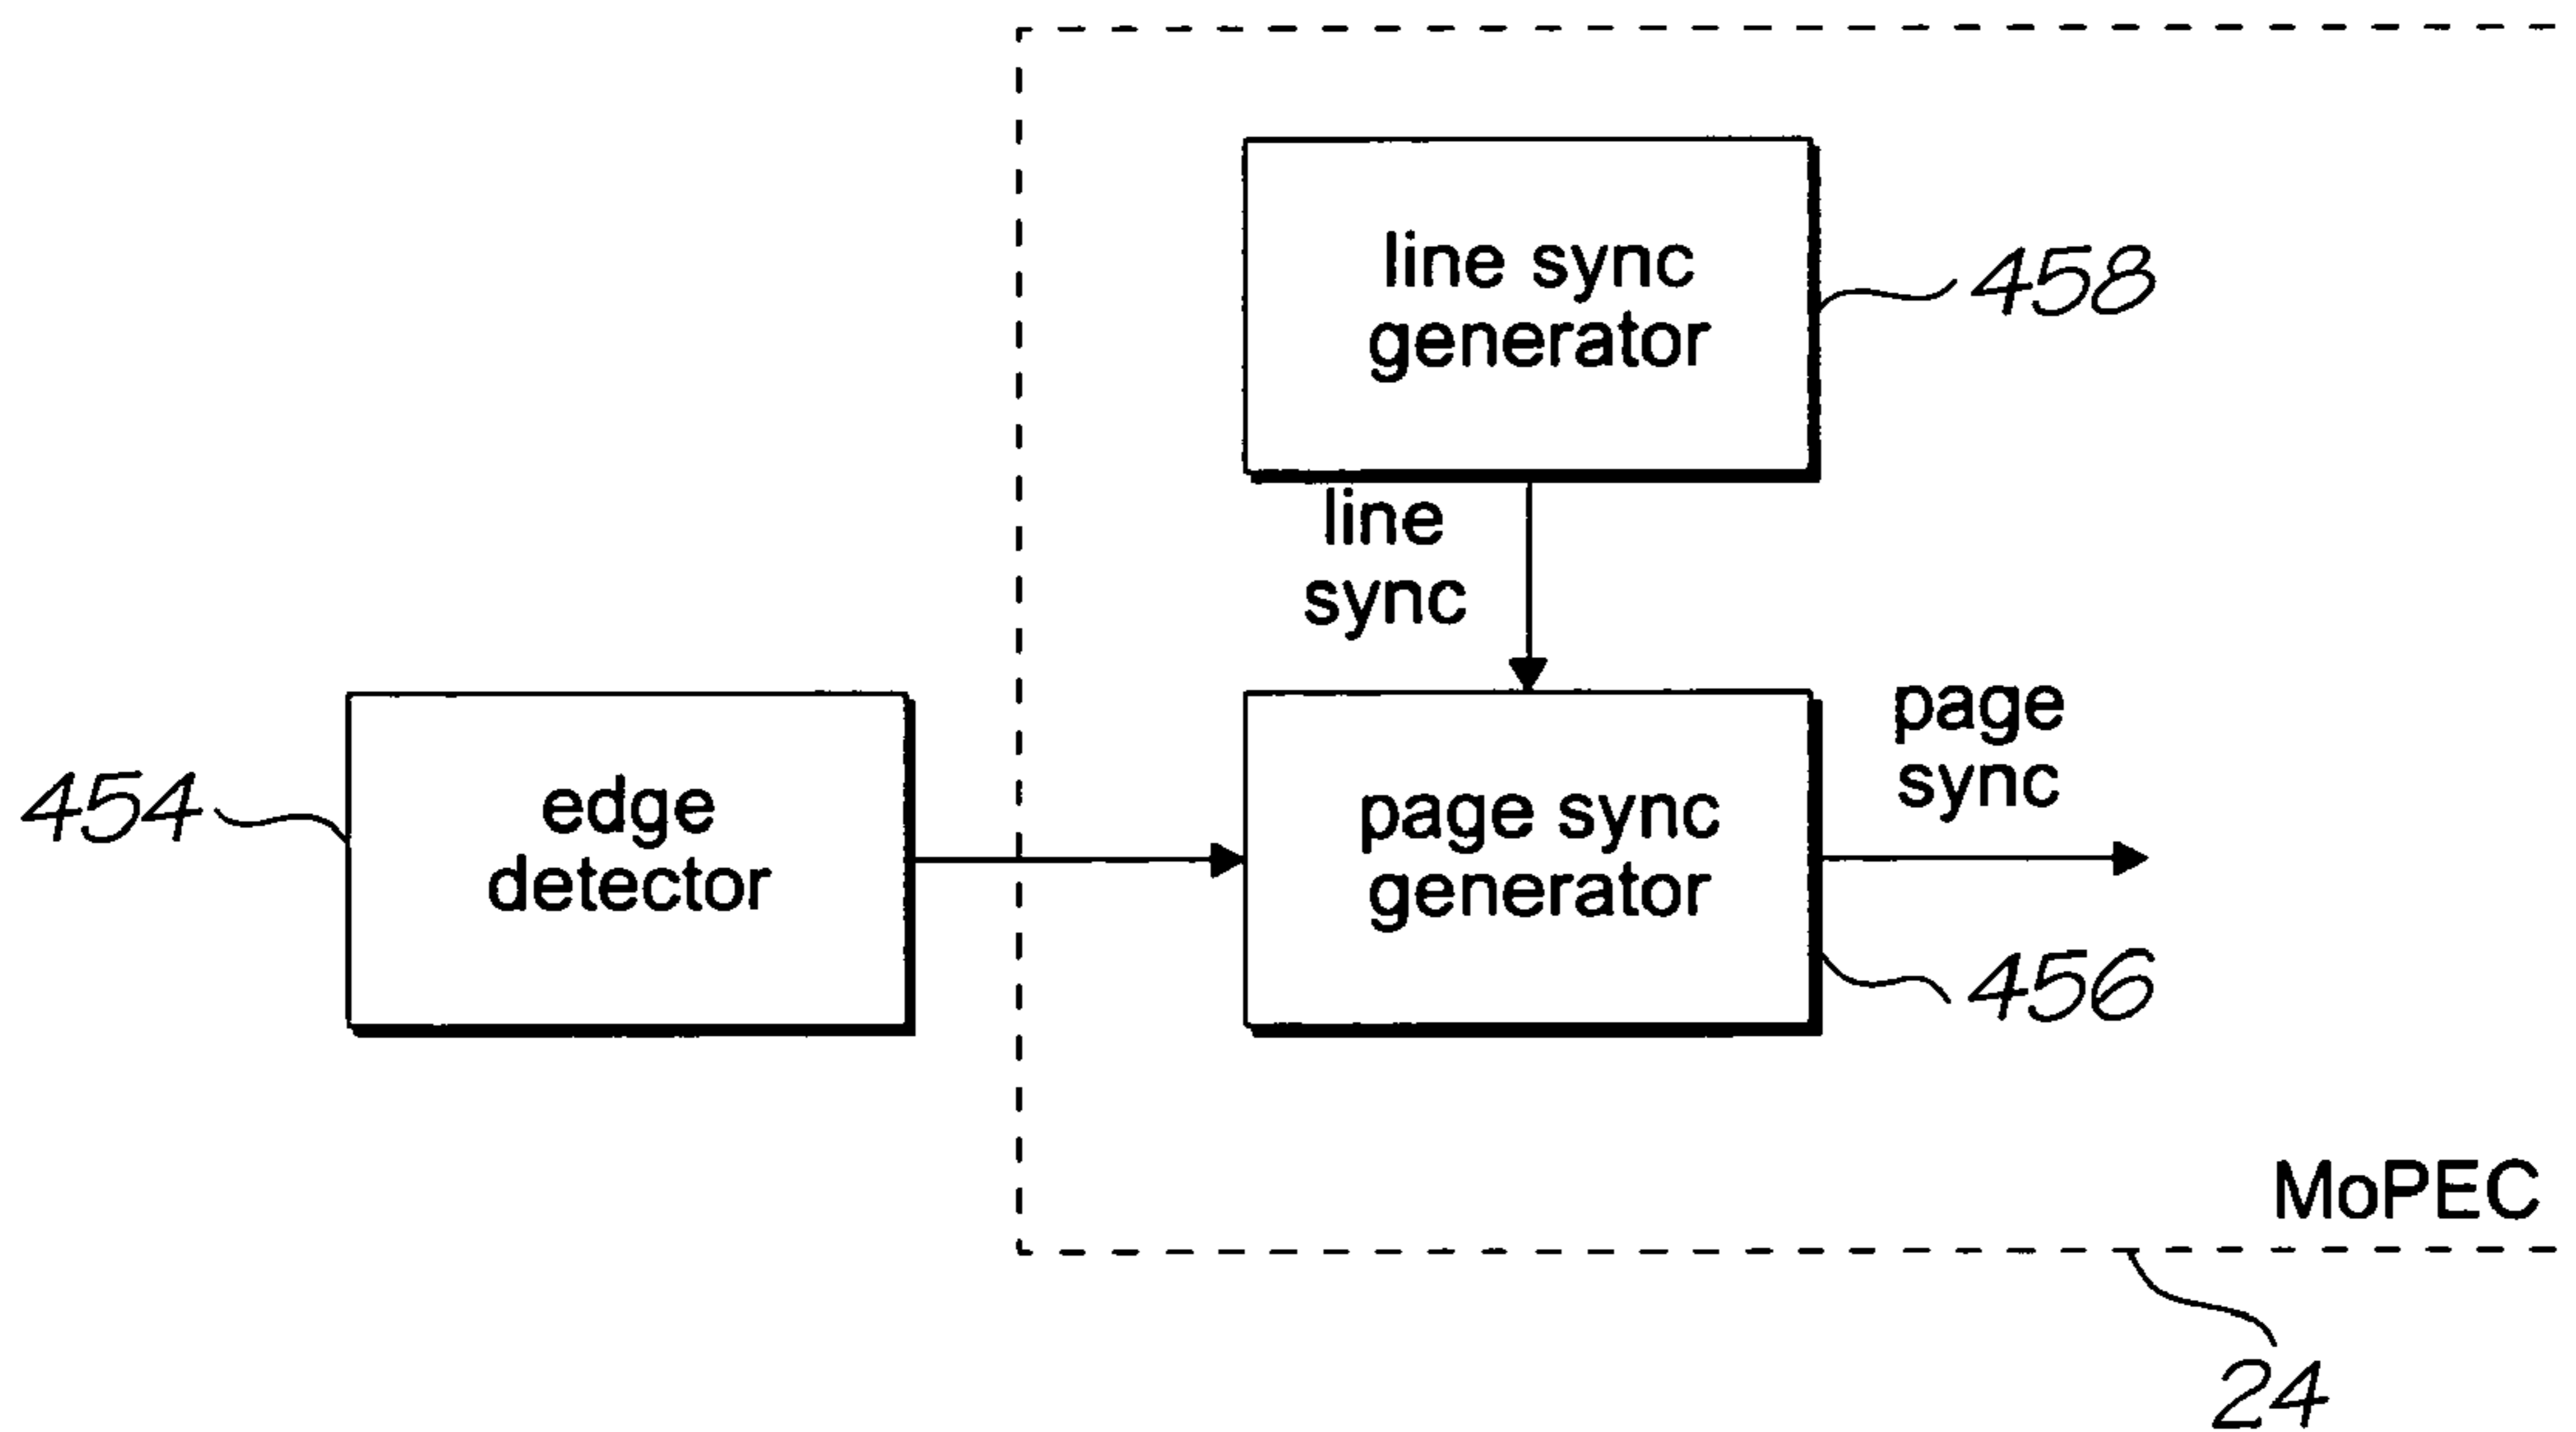 line sync
generator
458
line
sync
page
sync
454
edge
detector
page sync
generator
456
MoPEC
24